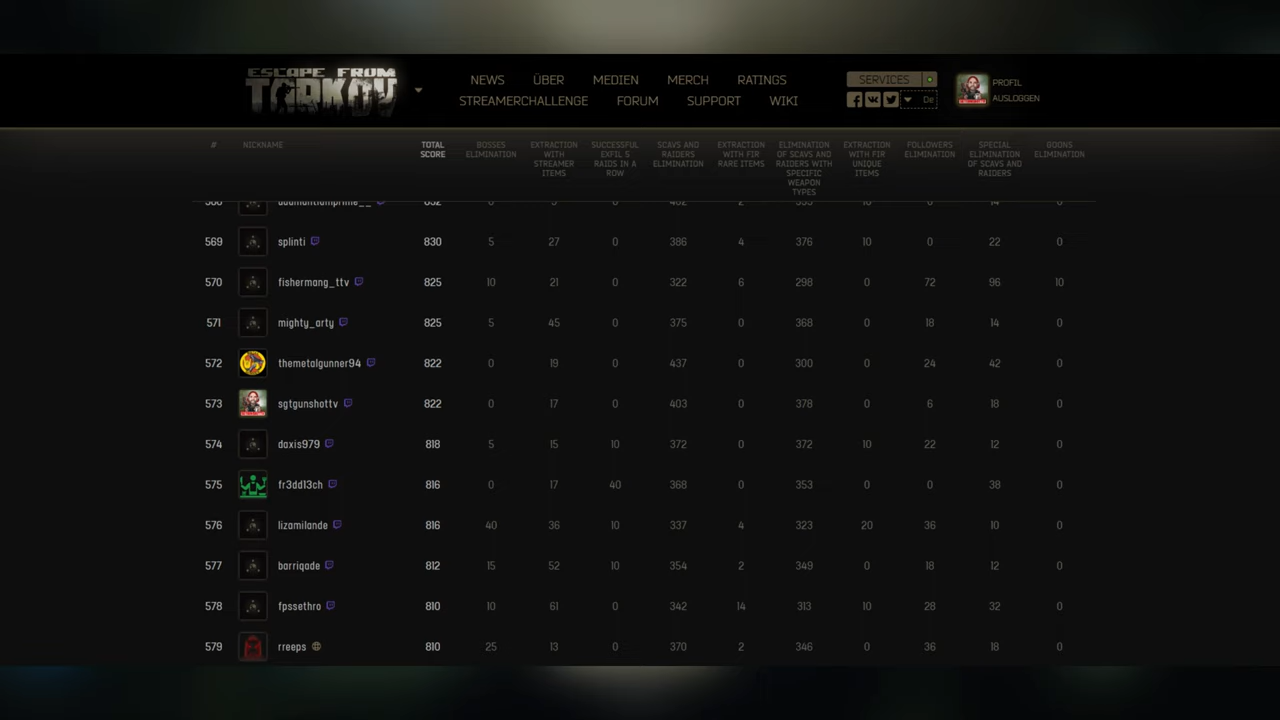 ESCAPE FROM
TARKOV
NEWS ÜBER MEDIEN MERCH RATINGS
STREAMERCHALLENGE FORUM SUPPORT WIKI
SERVICES
De
PROFIL
AUSLOGGEN
# NICKNAME TOTAL SCORE BOSSES ELIMINATION EXTRACTION WITH STREAMER ITEMS SUCCESSFUL EXFIL 5 RAIDS IN A ROW SCAVS AND RAIDERS ELIMINATION EXTRACTION WITH FIR RARE ITEMS ELIMINATION OF SCAVS AND RAIDERS WITH SPECIFIC WEAPON TYPES EXTRACTION WITH FIR UNIQUE ITEMS FOLLOWERS ELIMINATION SPECIAL ELIMINATION OF SCAVS AND RAIDERS GOONS ELIMINATION
569 splinti 830 5 27 0 386 4 376 10 0 22 0
570 fishermang_ttv 825 10 21 0 322 6 298 0 72 96 10
571 mighty_arty 825 5 45 0 375 0 368 0 18 14 0
572 themetalgunner94 822 0 19 0 437 0 300 0 24 42 0
573 sgtgunshottv 822 0 17 0 403 0 378 0 6 18 0
574 daxis979 818 5 15 10 372 0 372 10 22 12 0
575 fr3dd13ch 816 0 17 40 368 0 353 0 0 38 0
576 lizamilande 816 40 36 10 337 4 323 20 36 10 0
577 barriqade 812 15 52 10 354 2 349 0 18 12 0
578 fpssethro 810 10 61 0 342 14 313 10 28 32 0
579 rreeps 810 25 13 0 370 2 346 0 36 18 0